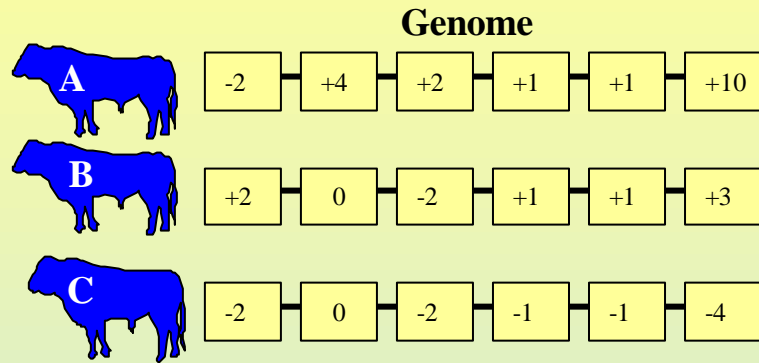 Genome
A -2 +4 +2 +1 +1 +10
B +2 0 -2 +1 +1 +3
C -2 0 -2 -1 -1 -4